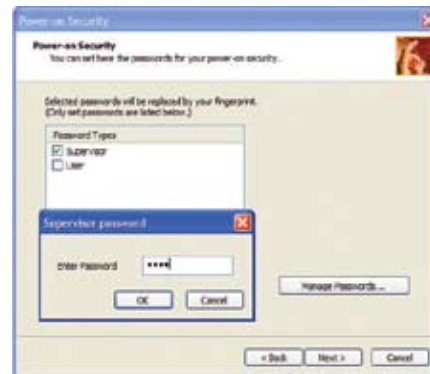 Power-on Security
Power-on Security
You can set here the passwords for your power-on security.
Selected passwords will be replaced by your fingerprint.
(Only set passwords are listed below.)
Password Types
Supervisor
User
Supervisor password
Enter Password ••••
OK Cancel
Manage Passwords...
< Back Next > Cancel